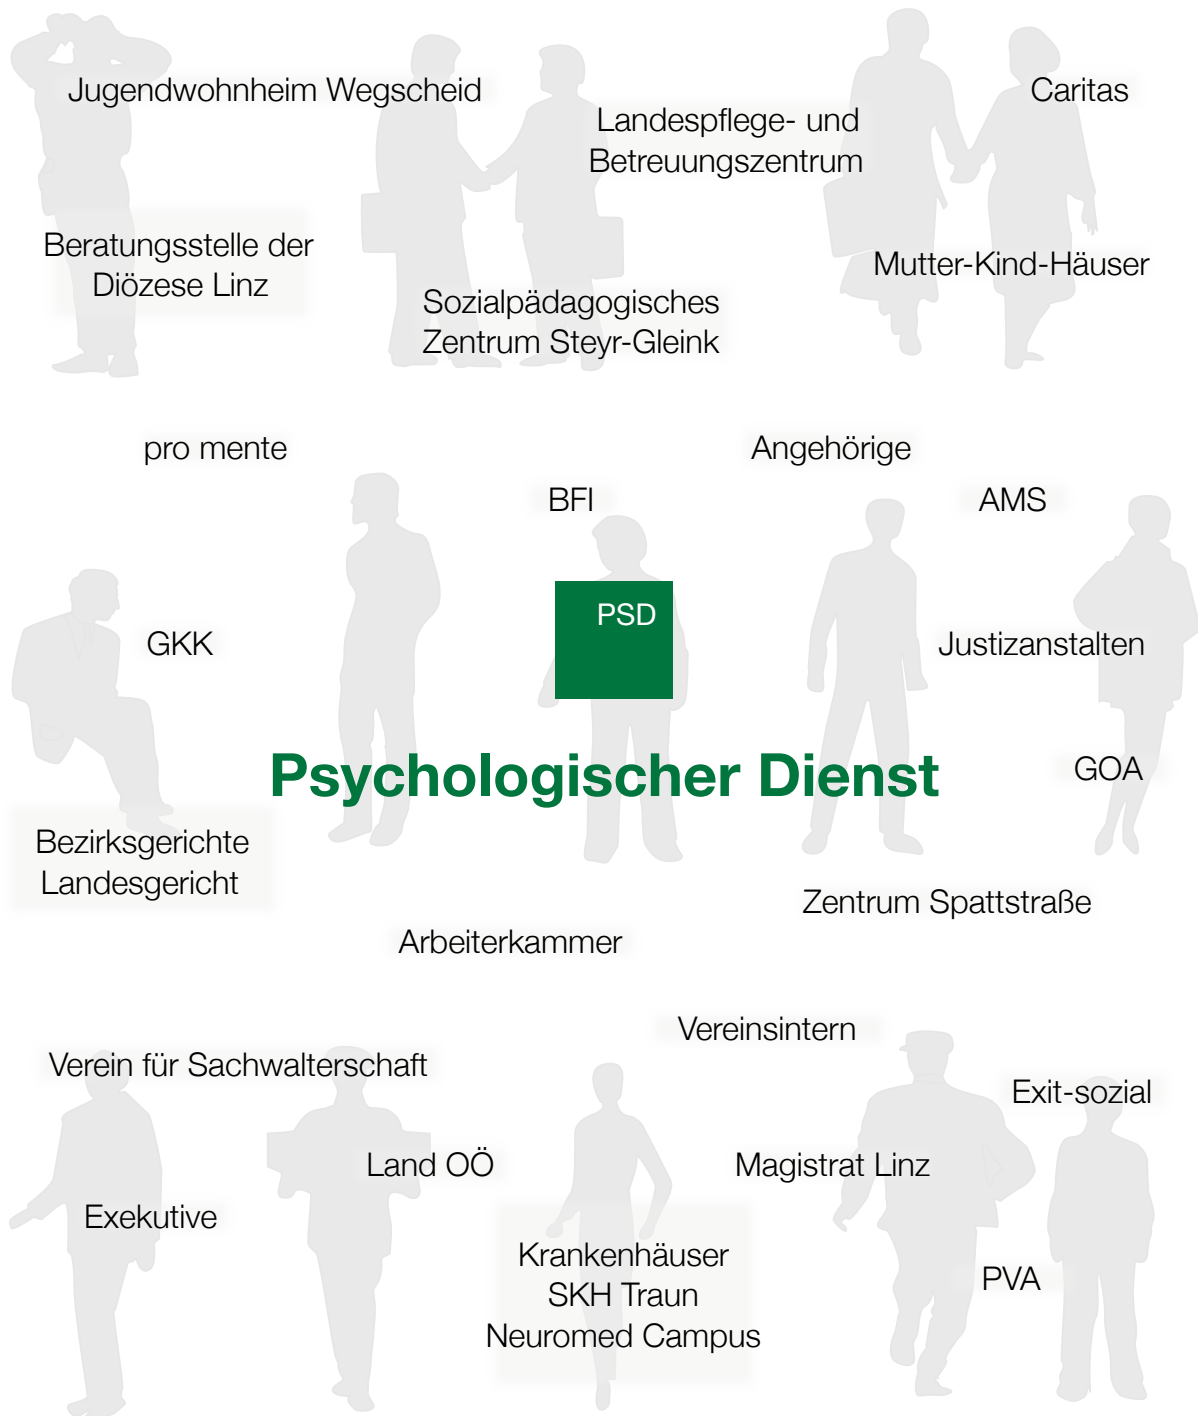 Jugendwohnheim Wegscheid
Caritas
Landespflege- und
Betreuungszentrum
Beratungsstelle der
Diözese Linz
Mutter-Kind-Häuser
Sozialpädagogisches
Zentrum Steyr-Gleink
pro mente
Angehörige
BFI
AMS
PSD
GKK
Justizanstalten
Psychologischer Dienst
GOA
Bezirksgerichte
Landesgericht
Zentrum Spattstraße
Arbeiterkammer
Vereinsintern
Verein für Sachwalterschaft
Exit-sozial
Land OÖ
Magistrat Linz
Exekutive
Krankenhäuser
SKH Traun
Neuromed Campus
PVA